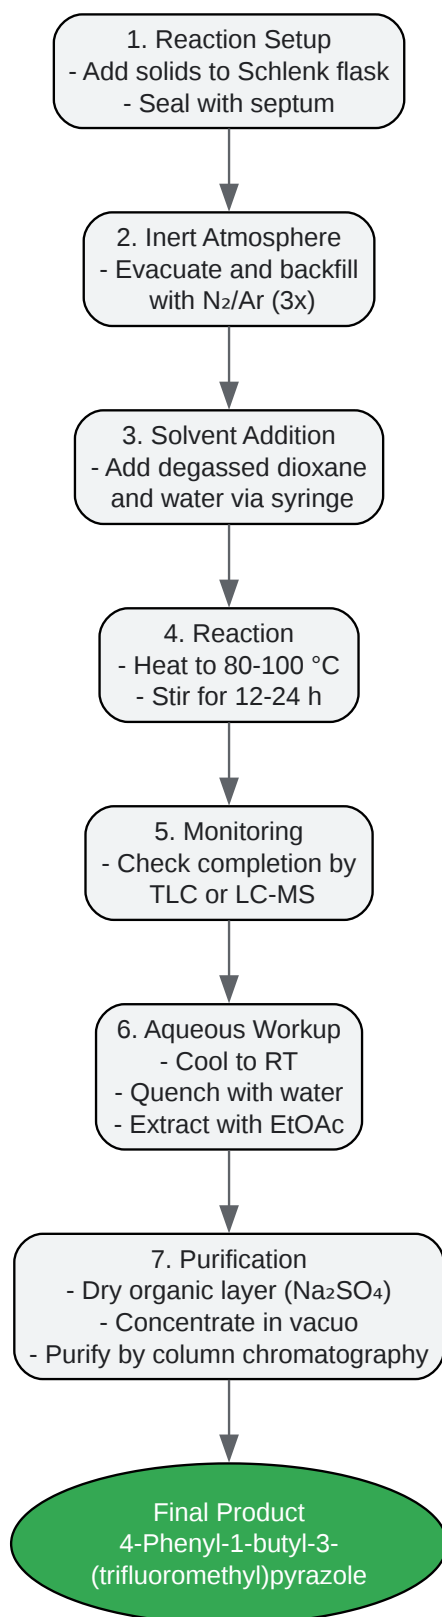 1. Reaction Setup
- Add solids to Schlenk flask
- Seal with septum
2. Inert Atmosphere
- Evacuate and backfill
with N₂/Ar (3x)
3. Solvent Addition
- Add degassed dioxane
and water via syringe
4. Reaction
- Heat to 80-100 °C
- Stir for 12-24 h
5. Monitoring
- Check completion by
TLC or LC-MS
6. Aqueous Workup
- Cool to RT
- Quench with water
- Extract with EtOAc
7. Purification
- Dry organic layer (Na₂SO₄)
- Concentrate in vacuo
- Purify by column chromatography
Final Product
4-Phenyl-1-butyl-3-
(trifluoromethyl)pyrazole